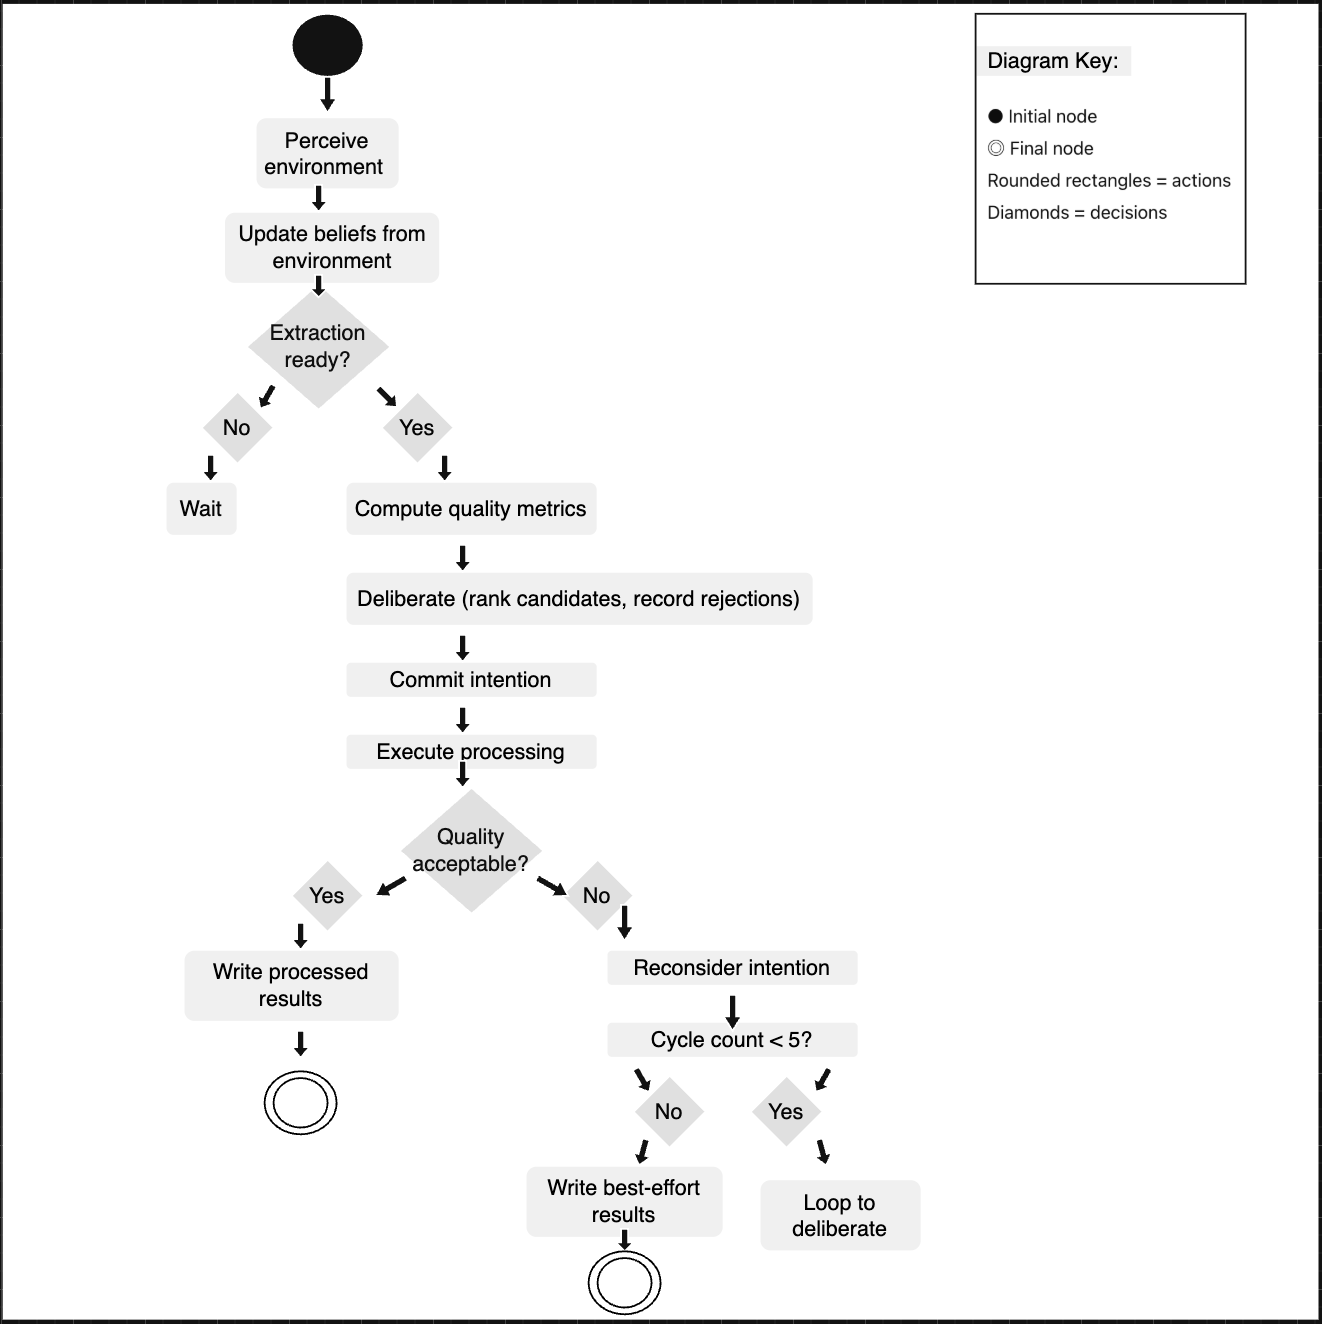 Diagram Key:
Initial node
Final node
Rounded rectangles = actions
Diamonds = decisions
Perceive
environment
Update beliefs from
environment
Extraction
ready?
No
Yes
Wait
Compute quality metrics
Deliberate (rank candidates, record rejections)
Commit intention
Execute processing
Quality
acceptable?
Yes
No
Write processed
results
Reconsider intention
Cycle count < 5?
No
Yes
Write best-effort
results
Loop to
deliberate